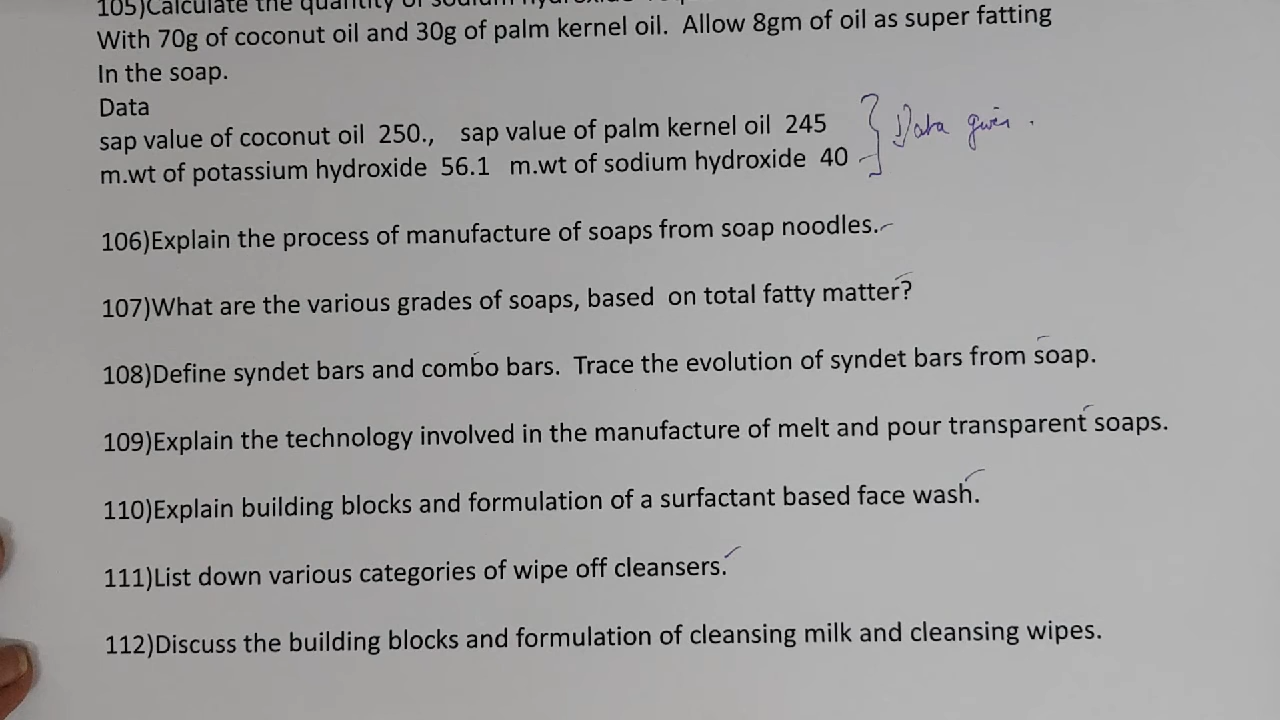 105)Calculate the quantity of sodium
With 70g of coconut oil and 30g of palm kernel oil. Allow 8gm of oil as super fatting
In the soap.
Data
sap value of coconut oil 250., sap value of palm kernel oil 245
m.wt of potassium hydroxide 56.1 m.wt of sodium hydroxide 40
Data given.
106)Explain the process of manufacture of soaps from soap noodles.
107)What are the various grades of soaps, based on total fatty matter?
108)Define syndet bars and combo bars. Trace the evolution of syndet bars from soap.
109)Explain the technology involved in the manufacture of melt and pour transparent soaps.
110)Explain building blocks and formulation of a surfactant based face wash.
111)List down various categories of wipe off cleansers.
112)Discuss the building blocks and formulation of cleansing milk and cleansing wipes.